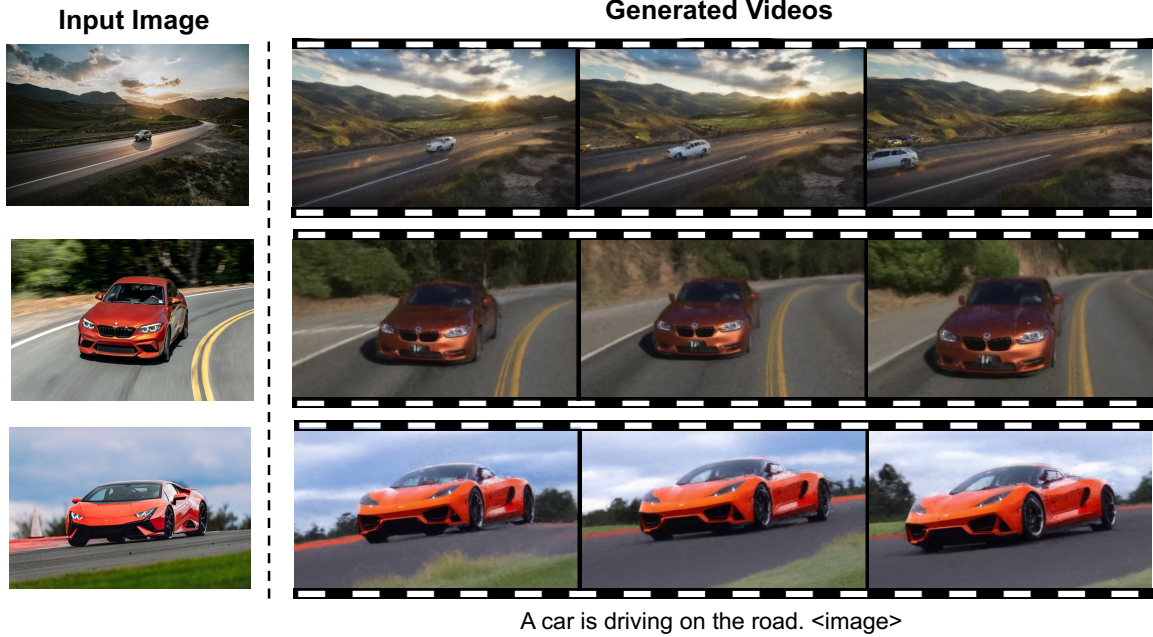 Input Image
Generated Videos
A car is driving on the road. <image>